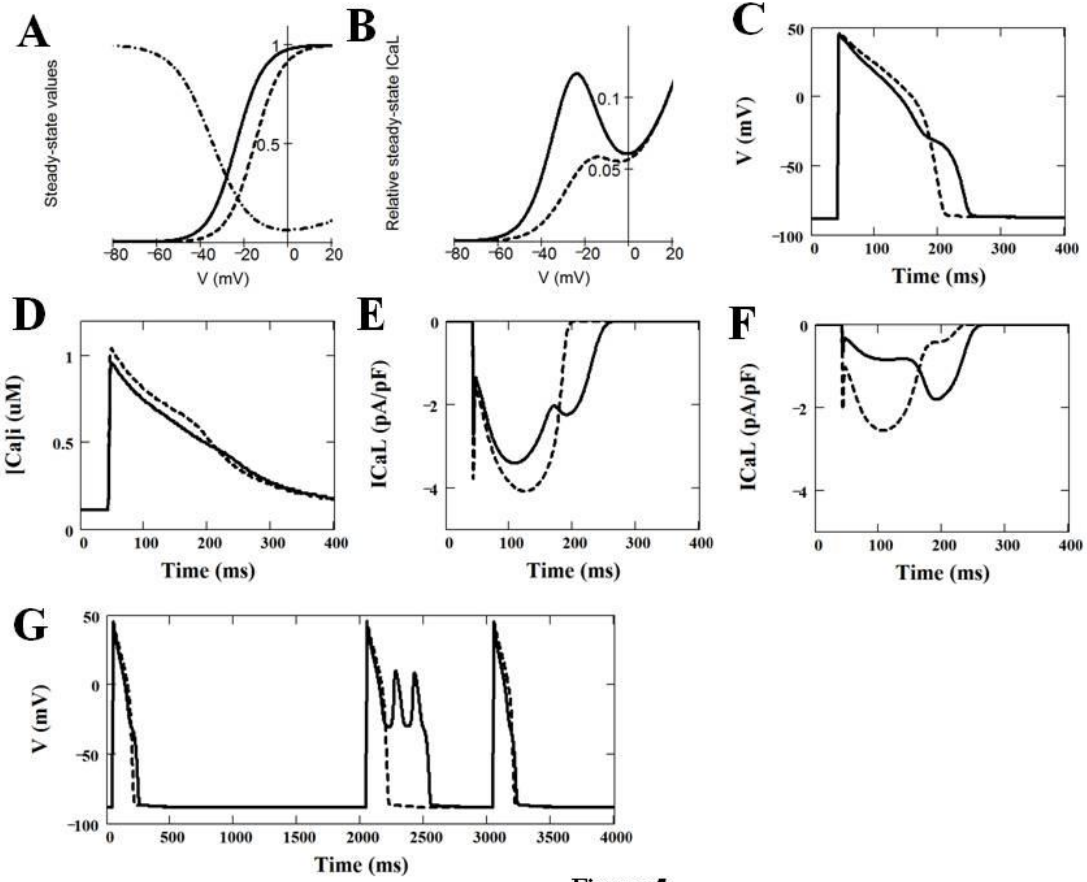 A
Steady-state values
1
0.5
−80 −60 −40 −20 0 20
V (mV)
B
Relative steady-state ICaL
0.1
0.05
−80 −60 −40 −20 0 20
V (mV)
C
V (mV)
50
0
−50
−100
0 100 200 300 400
Time (ms)
D
[Ca]i (uM)
1
0.5
0
0 100 200 300 400
Time (ms)
E
ICaL (pA/pF)
0
−2
−4
0 100 200 300 400
Time (ms)
F
ICaL (pA/pF)
0
−2
−4
0 100 200 300 400
Time (ms)
G
V (mV)
50
0
−50
−100
0 500 1000 1500 2000 2500 3000 3500 4000
Time (ms)